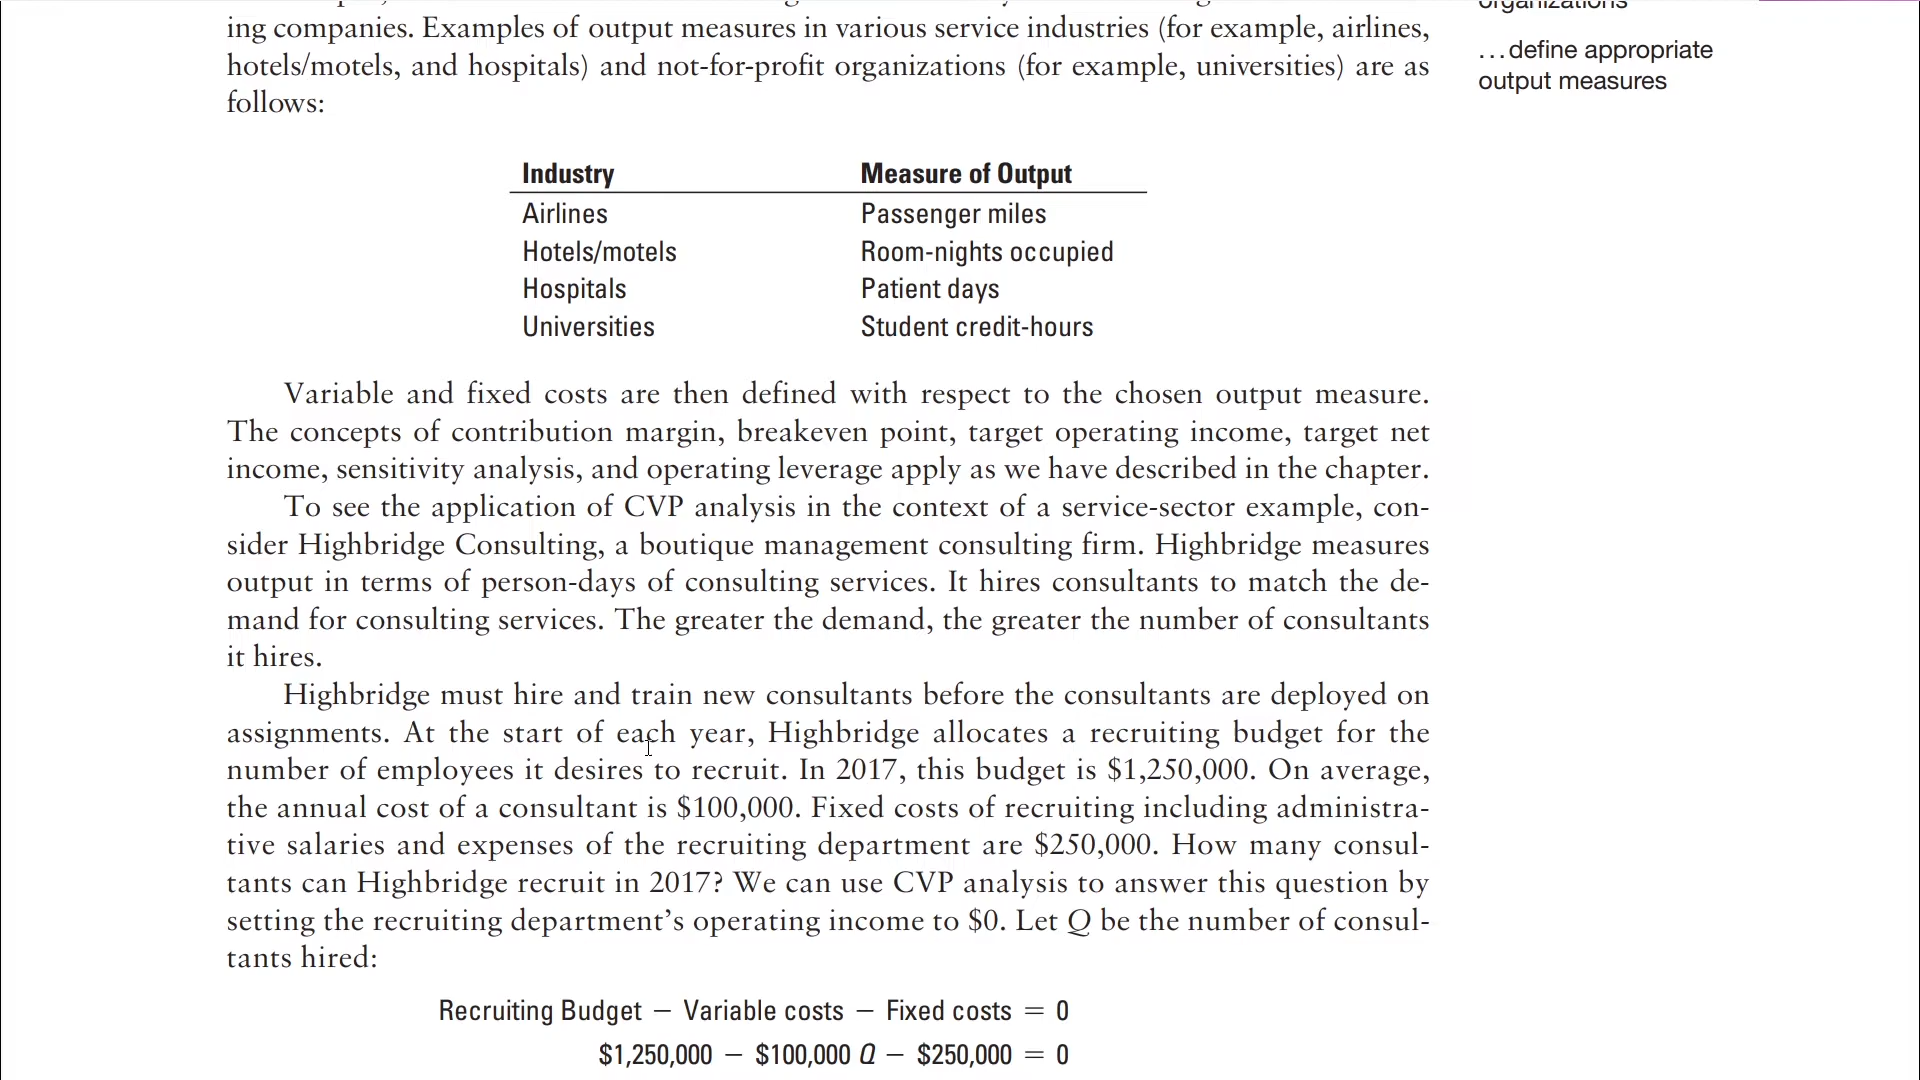 ing companies. Examples of output measures in various service industries (for example, airlines,
hotels/motels, and hospitals) and not-for-profit organizations (for example, universities) are as
follows:
organizations
...define appropriate
output measures
Industry Measure of Output
Airlines Passenger miles
Hotels/motels Room-nights occupied
Hospitals Patient days
Universities Student credit-hours
Variable and fixed costs are then defined with respect to the chosen output measure.
The concepts of contribution margin, breakeven point, target operating income, target net
income, sensitivity analysis, and operating leverage apply as we have described in the chapter.
To see the application of CVP analysis in the context of a service-sector example, con-
sider Highbridge Consulting, a boutique management consulting firm. Highbridge measures
output in terms of person-days of consulting services. It hires consultants to match the de-
mand for consulting services. The greater the demand, the greater the number of consultants
it hires.
Highbridge must hire and train new consultants before the consultants are deployed on
assignments. At the start of each year, Highbridge allocates a recruiting budget for the
number of employees it desires to recruit. In 2017, this budget is $1,250,000. On average,
the annual cost of a consultant is $100,000. Fixed costs of recruiting including administra-
tive salaries and expenses of the recruiting department are $250,000. How many consul-
tants can Highbridge recruit in 2017? We can use CVP analysis to answer this question by
setting the recruiting department's operating income to $0. Let Q be the number of consul-
tants hired:
Recruiting Budget − Variable costs − Fixed costs = 0
$1,250,000 − $100,000 Q − $250,000 = 0